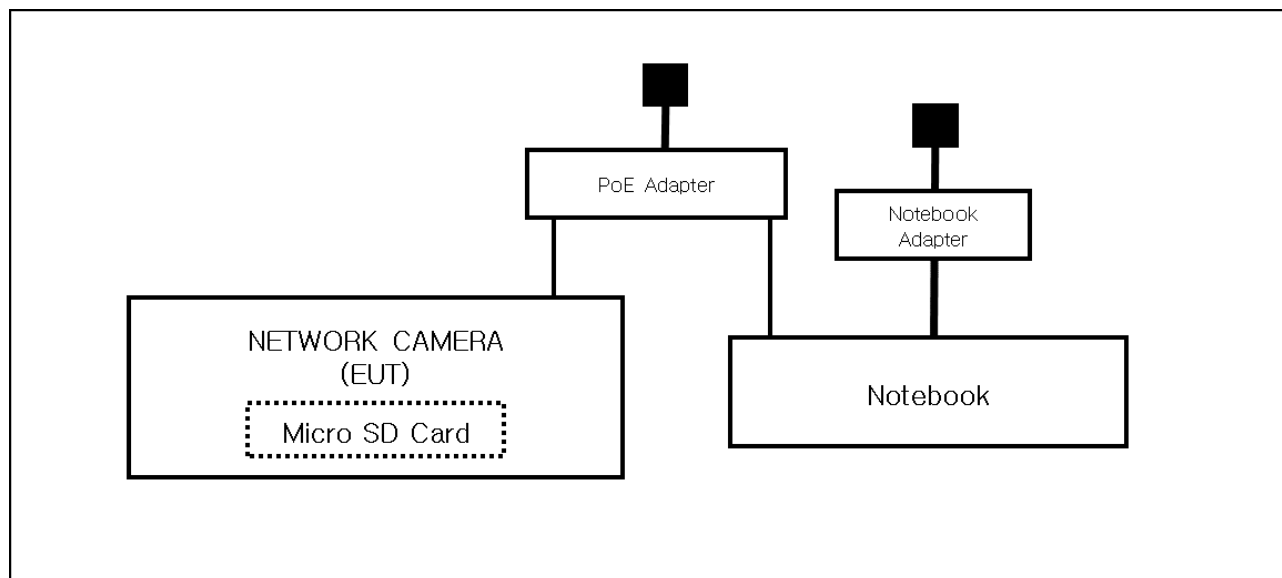 PoE Adapter
Notebook
Adapter
NETWORK CAMERA
(EUT)
Micro SD Card
Notebook